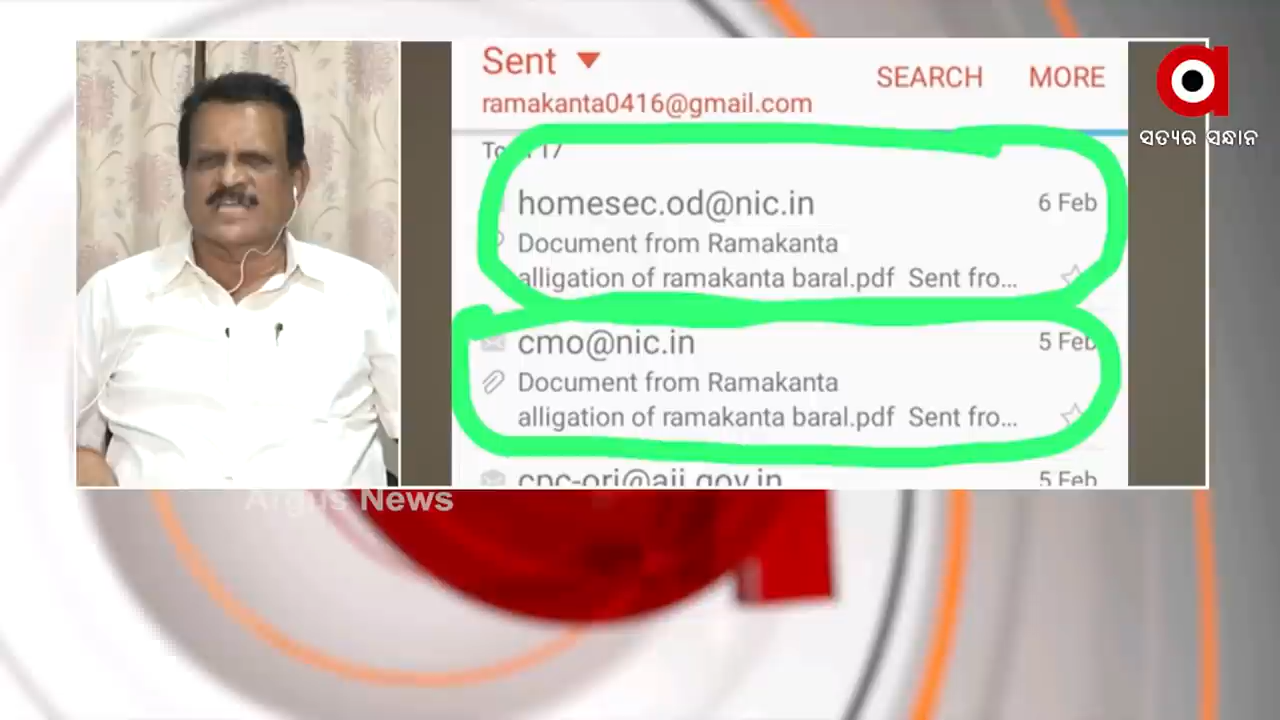 Sent
SEARCH
MORE
ramakanta0416@gmail.com
homesec.od@nic.in
6 Feb
Document from Ramakanta
alligation of ramakanta baral.pdf Sent fro...
cmo@nic.in
5 Feb
Document from Ramakanta
alligation of ramakanta baral.pdf Sent fro...
5 Feb
ସତ୍ୟର ସନ୍ଧାନ
Argus News